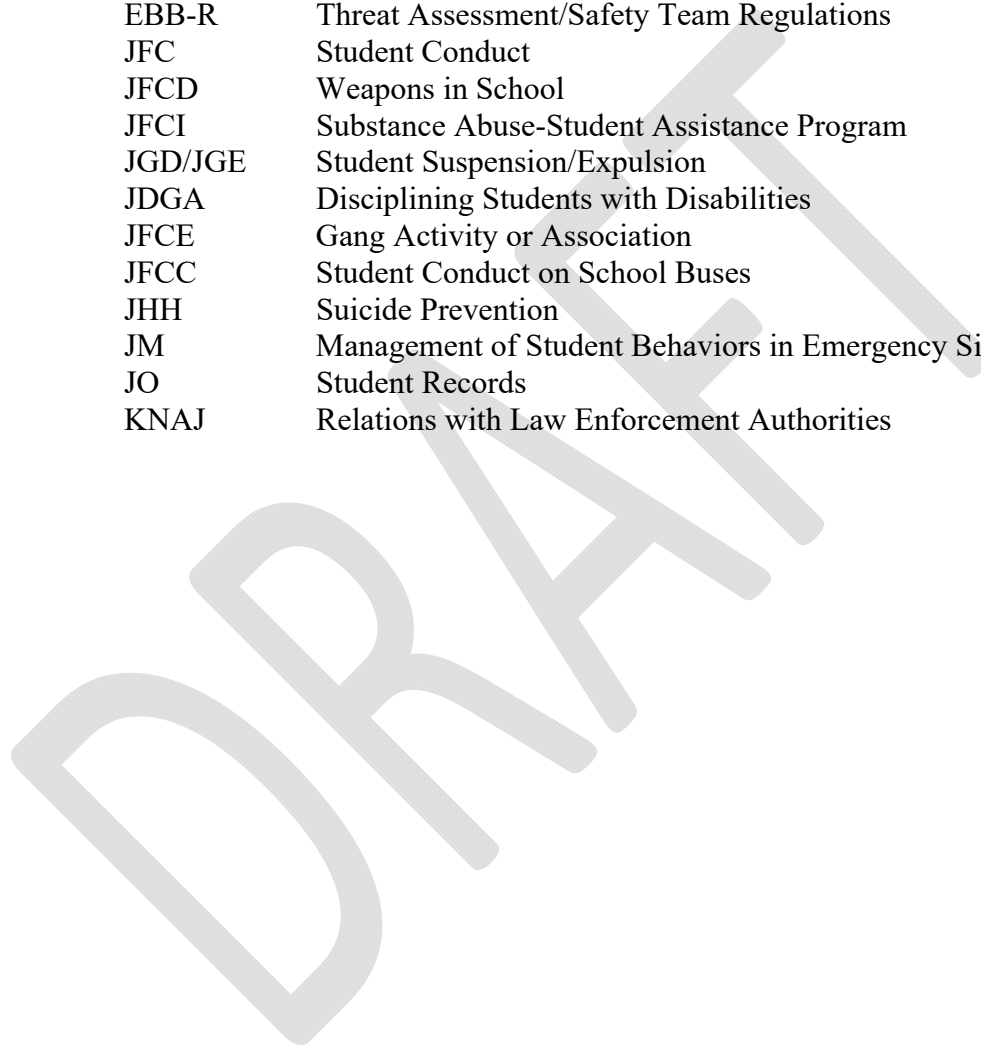 EBB-R Threat Assessment/Safety Team Regulations
JFC Student Conduct
JFCD Weapons in School
JFCI Substance Abuse-Student Assistance Program
JGD/JGE Student Suspension/Expulsion
JDGA Disciplining Students with Disabilities
JFCE Gang Activity or Association
JFCC Student Conduct on School Buses
JHH Suicide Prevention
JM Management of Student Behaviors in Emergency Si
JO Student Records
KNAJ Relations with Law Enforcement Authorities
DRAFT